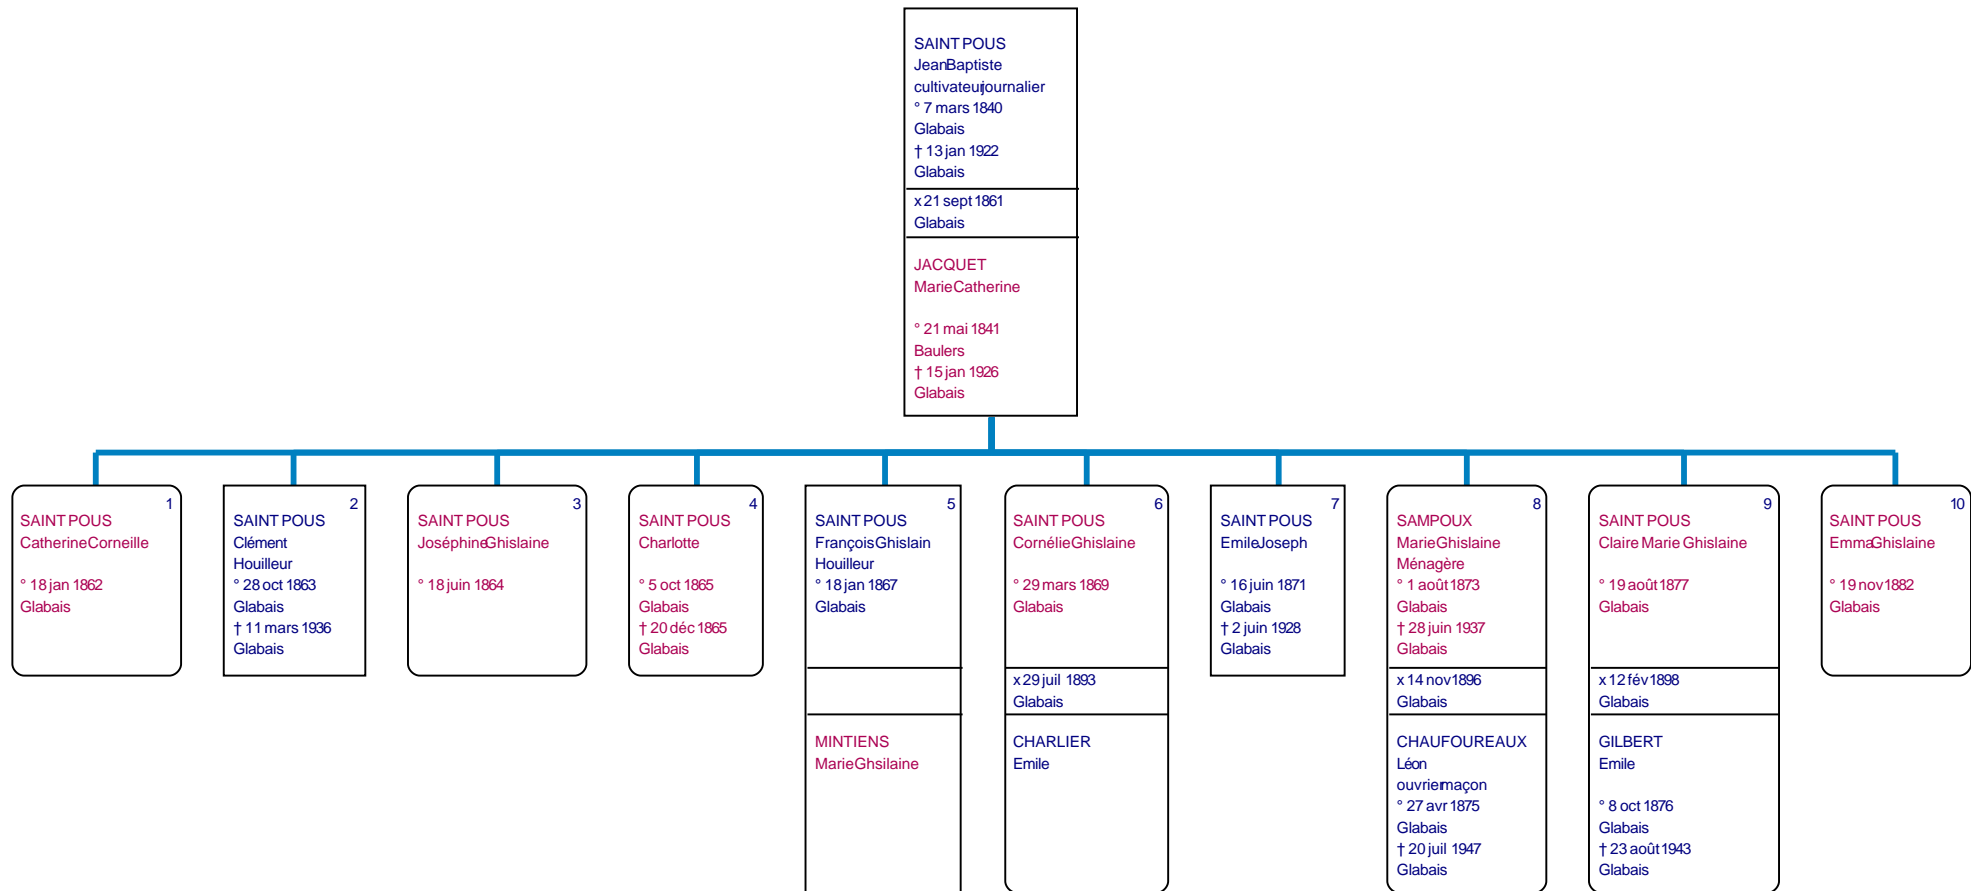 SAINT POUS
JeanBaptiste
cultivateurjournalier
° 7 mars 1840
Glabais
† 13 jan 1922
Glabais
x 21 sept 1861
Glabais
JACQUET
MarieCatherine
° 21 mai 1841
Baulers
† 15 jan 1926
Glabais
1
SAINT POUS
CatherineCorneille
° 18 jan 1862
Glabais
2
SAINT POUS
Clément
Houilleur
° 28 oct 1863
Glabais
† 11 mars 1936
Glabais
3
SAINT POUS
JoséphineGhislaine
° 18 juin 1864
4
SAINT POUS
Charlotte
° 5 oct 1865
Glabais
† 20 déc 1865
Glabais
5
SAINT POUS
FrançoisGhislain
Houilleur
° 18 jan 1867
Glabais
MINTIENS
MarieGhsilaine
6
SAINT POUS
CornélieGhislaine
° 29 mars 1869
Glabais
x 29 juil 1893
Glabais
CHARLIER
Emile
7
SAINT POUS
EmileJoseph
° 16 juin 1871
Glabais
† 2 juin 1928
Glabais
8
SAMPOUX
MarieGhislaine
Ménagère
° 1 août 1873
Glabais
† 28 juin 1937
Glabais
x 14 nov 1896
Glabais
CHAUFOUREAUX
Léon
ouvriermaçon
° 27 avr 1875
Glabais
† 20 juil 1947
Glabais
9
SAINT POUS
Claire Marie Ghislaine
° 19 août 1877
Glabais
x 12 fév 1898
Glabais
GILBERT
Emile
° 8 oct 1876
Glabais
† 23 août 1943
Glabais
10
SAINT POUS
EmmaGhislaine
° 19 nov 1882
Glabais